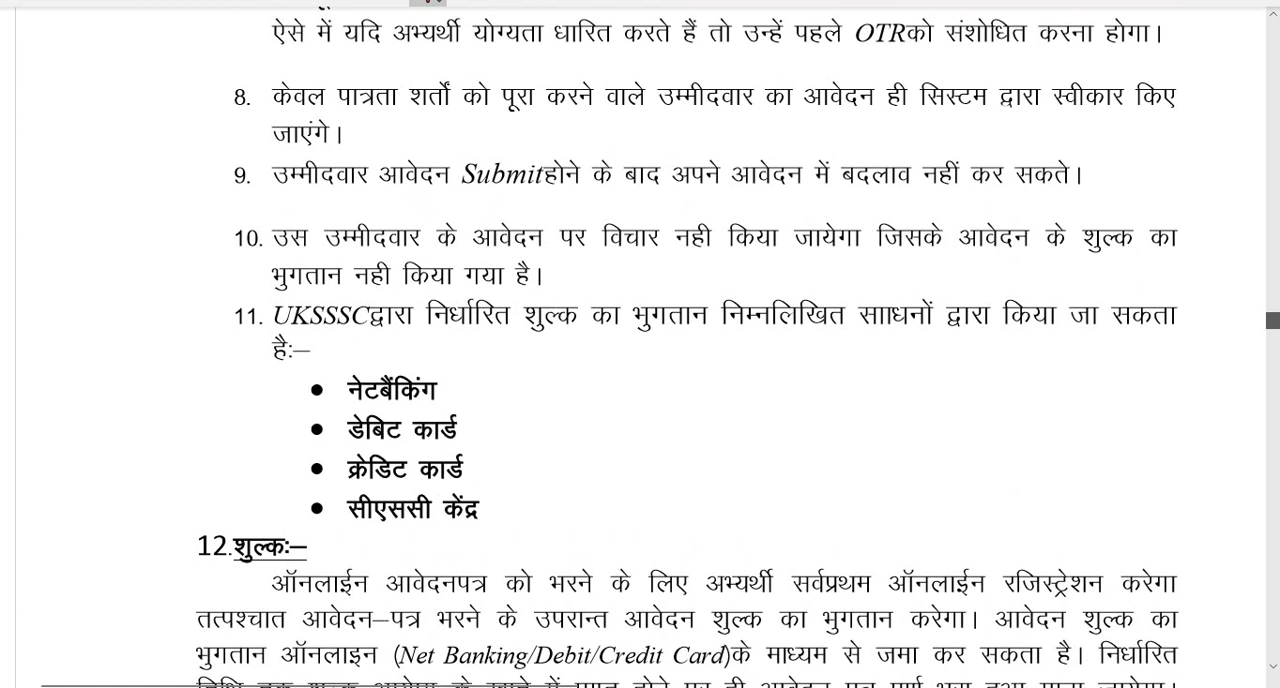 ऐसे में यदि अभ्यर्थी योग्यता धारित करते हैं तो उन्हें पहले OTRको संशोधित करना होगा।
8. केवल पात्रता शर्तों को पूरा करने वाले उम्मीदवार का आवेदन ही सिस्टम द्वारा स्वीकार किए
जाएंगे।
9. उम्मीदवार आवेदन Submitहोने के बाद अपने आवेदन में बदलाव नहीं कर सकते।
10. उस उम्मीदवार के आवेदन पर विचार नही किया जायेगा जिसके आवेदन के शुल्क का
भुगतान नही किया गया है।
11. UKSSSCद्वारा निर्धारित शुल्क का भुगतान निम्नलिखित सााधनों द्वारा किया जा सकता
है:–
• नेटबैंकिंग
• डेबिट कार्ड
• क्रेडिट कार्ड
• सीएससी केंद्र
12.शुल्कः–
ऑनलाईन आवेदनपत्र को भरने के लिए अभ्यर्थी सर्वप्रथम ऑनलाईन रजिस्ट्रेशन करेगा
तत्पश्चात आवेदन–पत्र भरने के उपरान्त आवेदन शुल्क का भुगतान करेगा। आवेदन शुल्क का
भुगतान ऑनलाइन (Net Banking/Debit/Credit Card)के माध्यम से जमा कर सकता है। निर्धारित